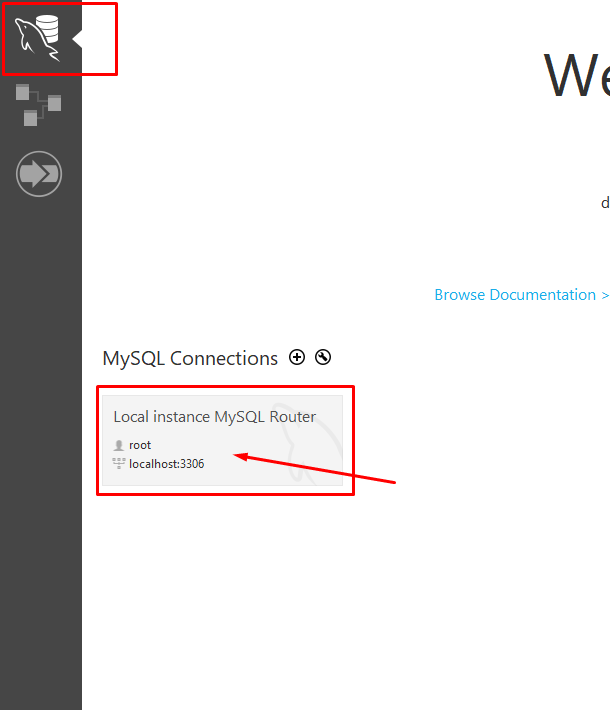 We
d
Browse Documentation >
MySQL Connections
Local instance MySQL Router
root
localhost:3306